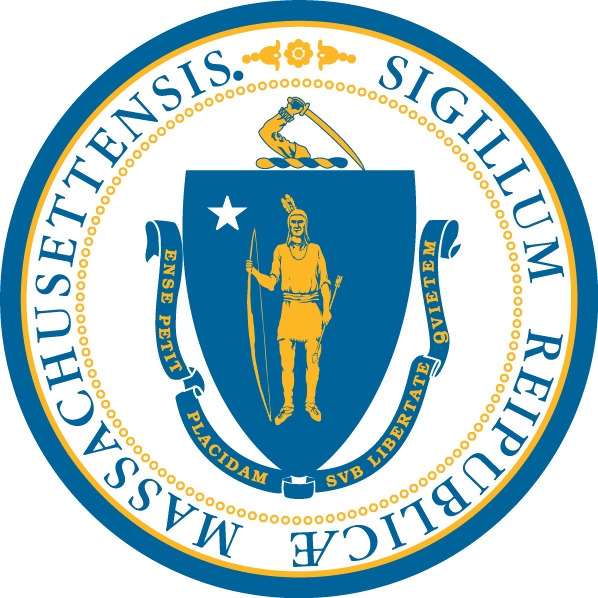 SIGILLUM REIPUBLICÆ MASSACHUSETTENSIS.
ENSE PETIT
PLACIDAM
SVB LIBERTATE
QVIETEM